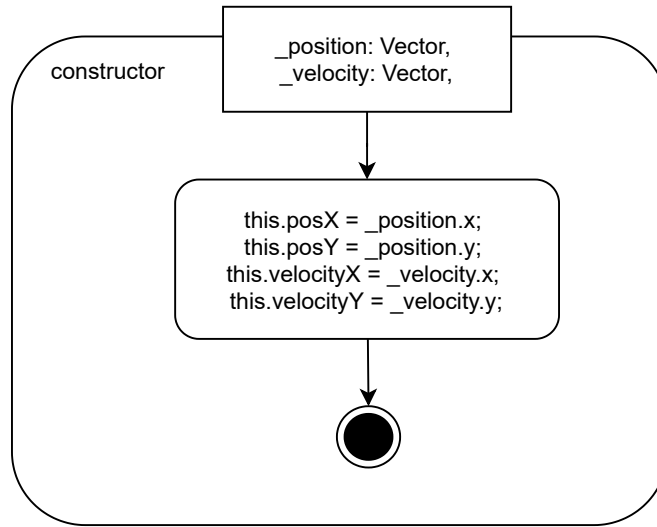 _position: Vector,
_velocity: Vector,
constructor
this.posX = _position.x;
this.posY = _position.y;
this.velocityX = _velocity.x;
this.velocityY = _velocity.y;